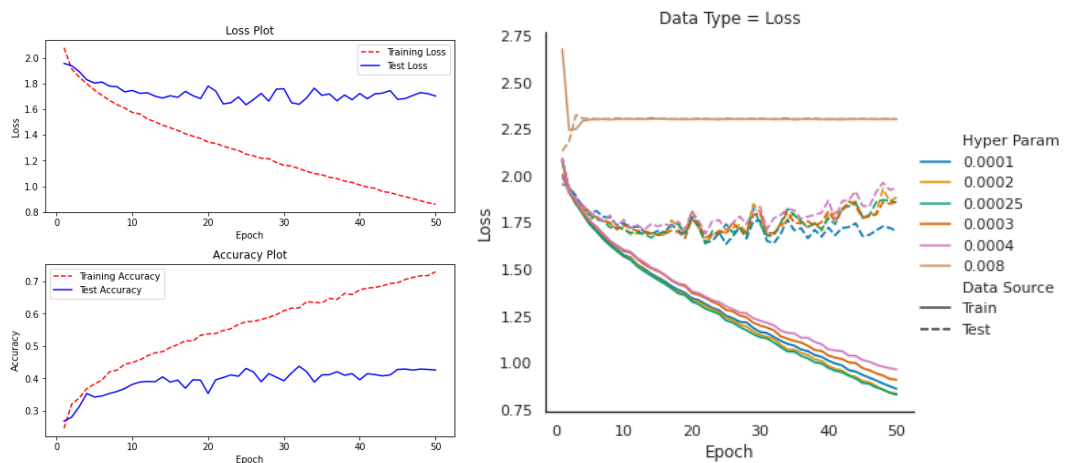 Loss Plot
2.0
1.8
1.6
1.4
1.2
1.0
0.8
Loss
Training Loss
Test Loss
0 10 20 30 40 50
Epoch
Accuracy Plot
0.7
0.6
0.5
0.4
0.3
Accuracy
Training Accuracy
Test Accuracy
0 10 20 30 40 50
Epoch
Data Type = Loss
2.75
2.50
2.25
2.00
1.75
1.50
1.25
1.00
0.75
Loss
0 10 20 30 40 50
Epoch
Hyper Param
0.0001
0.0002
0.00025
0.0003
0.0004
0.008
Data Source
Train
Test